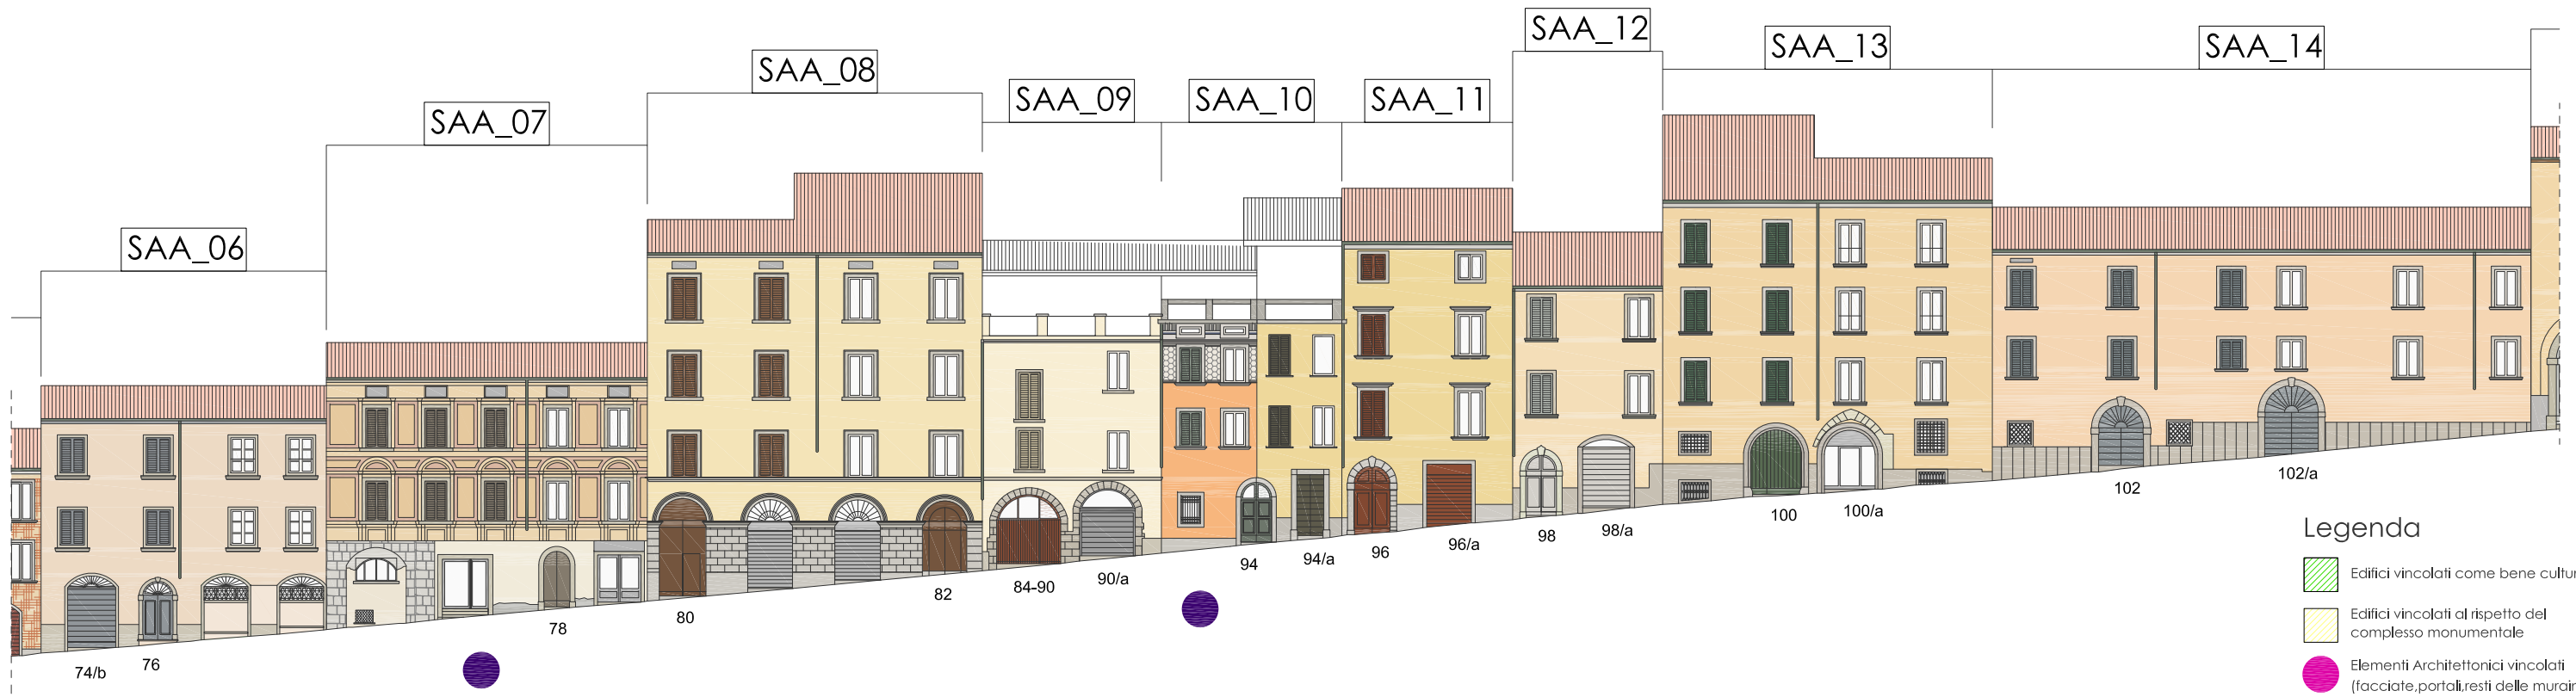 SAA_06
SAA_07
SAA_08
SAA_09
SAA_10
SAA_11
SAA_12
SAA_13
SAA_14
74/b
76
78
80
82
84-90
90/a
94
94/a
96
96/a
98
98/a
100
100/a
102
102/a
Legenda
Edifici vincolati come bene cultur
Edifici vincolati al rispetto del
complesso monumentale
Elementi Architettonici vincolati
(facciate,portali,resti delle murair